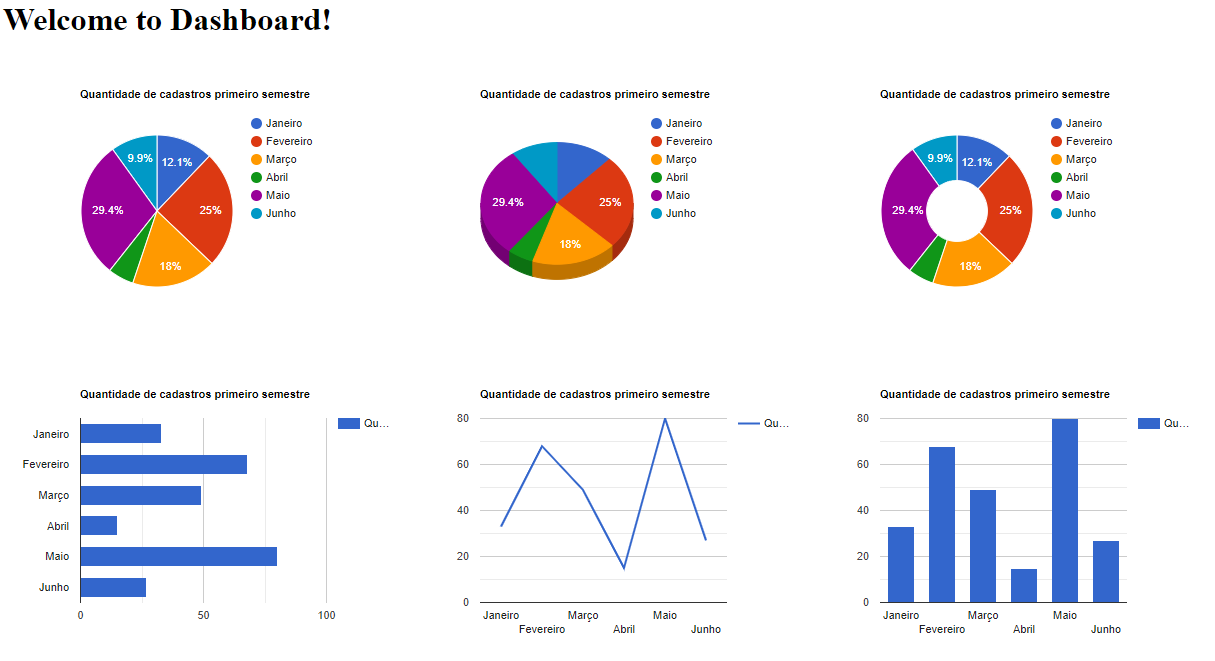 Welcome to Dashboard!
Quantidade de cadastros primeiro semestre
Janeiro
Fevereiro
Março
Abril
Maio
Junho
12.1%
25%
18%
29.4%
9.9%
Quantidade de cadastros primeiro semestre
Janeiro
Fevereiro
Março
Abril
Maio
Junho
25%
18%
29.4%
Quantidade de cadastros primeiro semestre
Janeiro
Fevereiro
Março
Abril
Maio
Junho
12.1%
25%
18%
29.4%
9.9%
Quantidade de cadastros primeiro semestre
Qu...
Janeiro
Fevereiro
Março
Abril
Maio
Junho
0 50 100
Quantidade de cadastros primeiro semestre
Qu...
80
60
40
20
0
Janeiro Março Maio
Fevereiro Abril Junho
Quantidade de cadastros primeiro semestre
Qu...
80
60
40
20
0
Janeiro Março Maio
Fevereiro Abril Junho